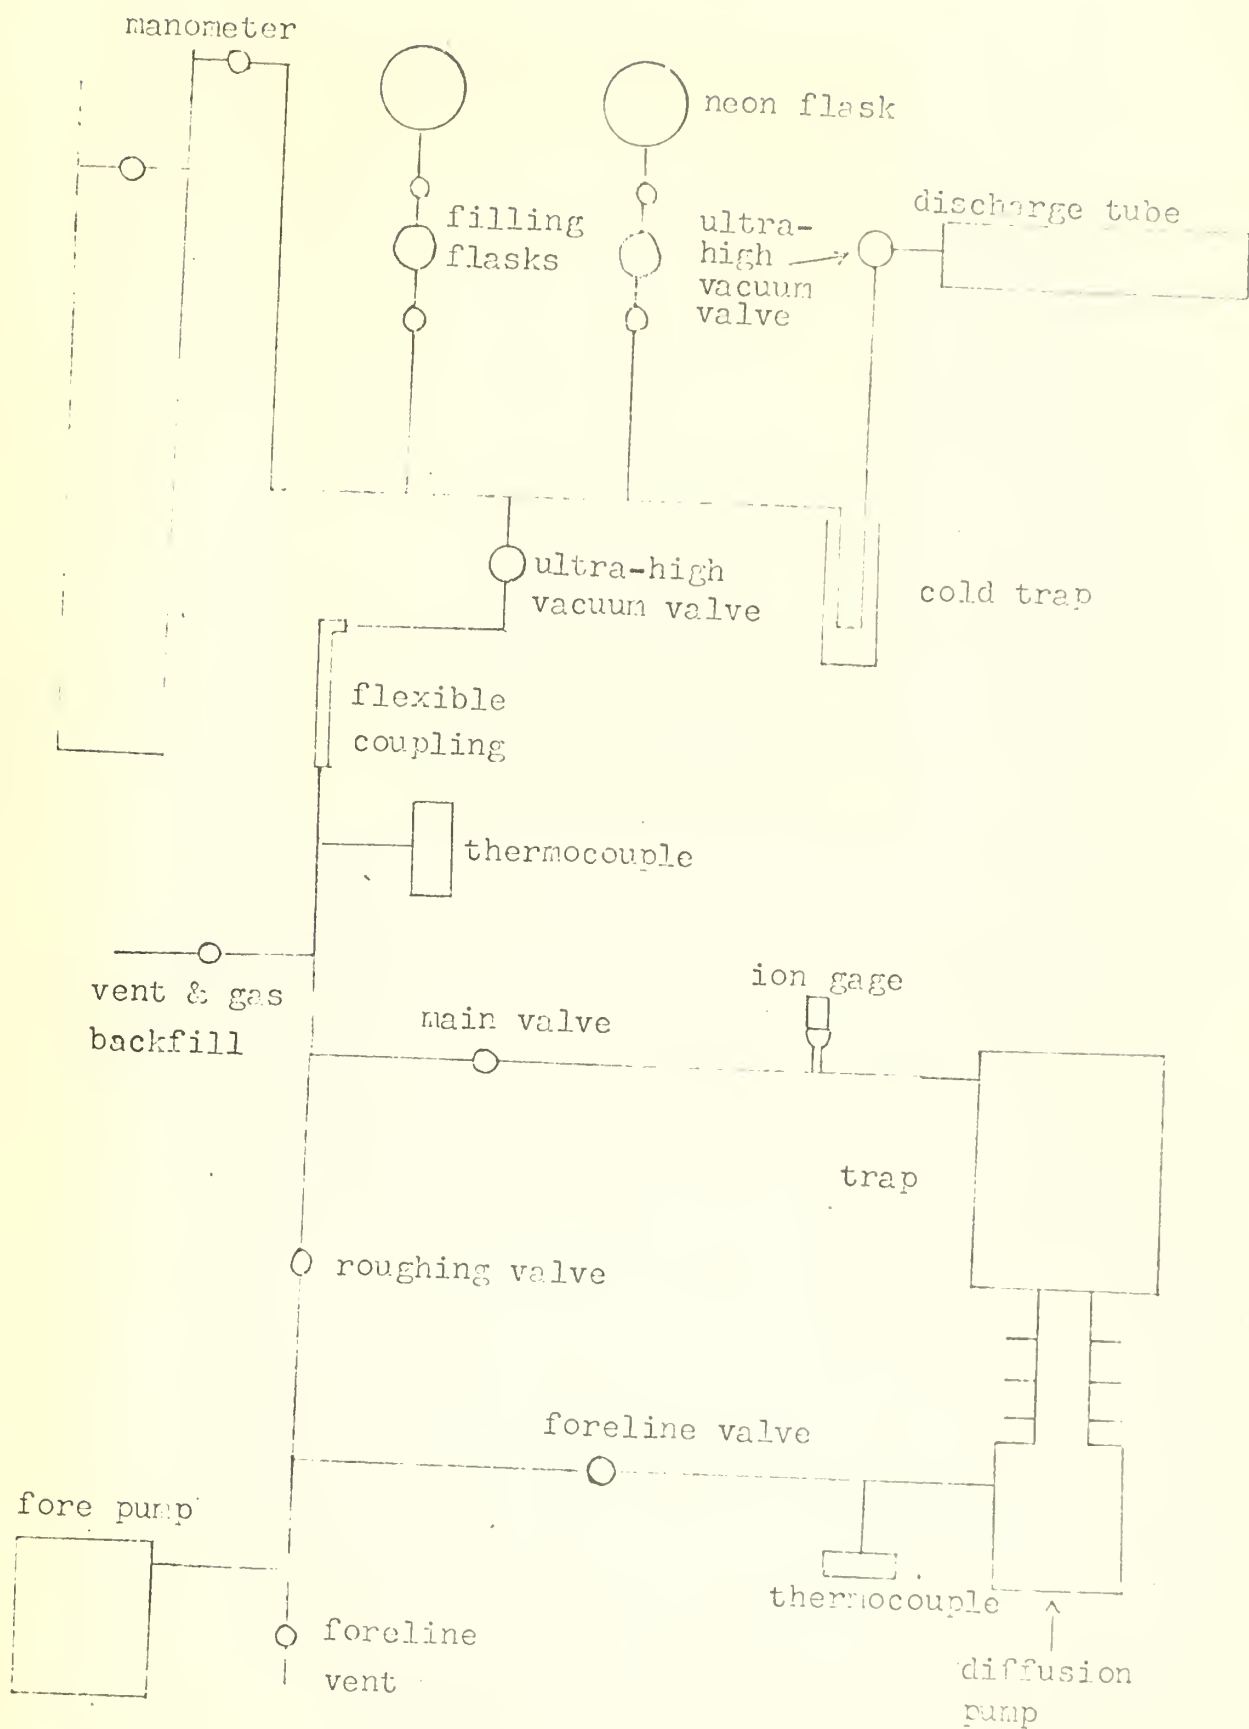 manometer
neon flask
discharge tube
filling
flasks
ultra-
high
vacuum
valve
ultra-high
vacuum valve
cold trap
flexible
coupling
thermocouple
vent & gas
backfill
ion gage
main valve
trap
roughing valve
foreline valve
fore pump
thermocouple
foreline
vent
diffusion
pump